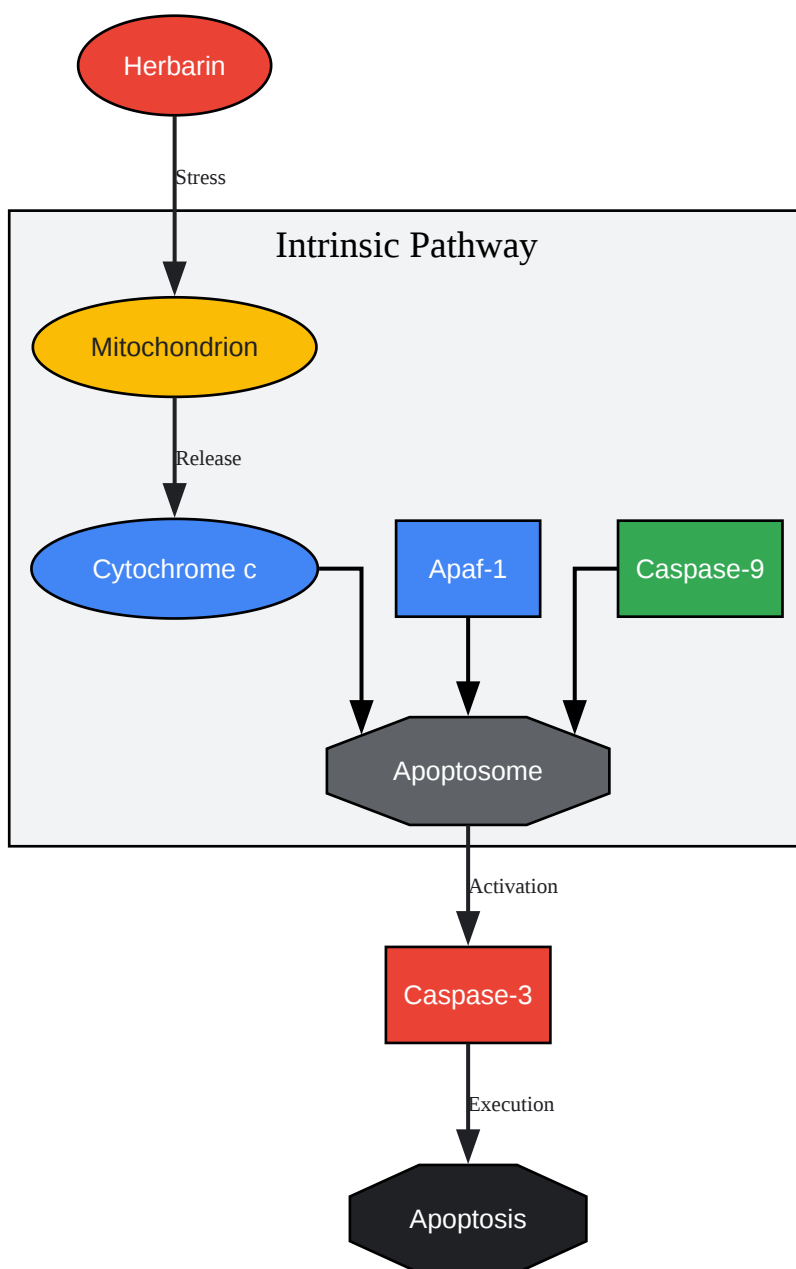 Herbarin
Stress
Intrinsic Pathway
Mitochondrion
Release
Cytochrome c
Apaf-1
Caspase-9
Apoptosome
Activation
Caspase-3
Execution
Apoptosis